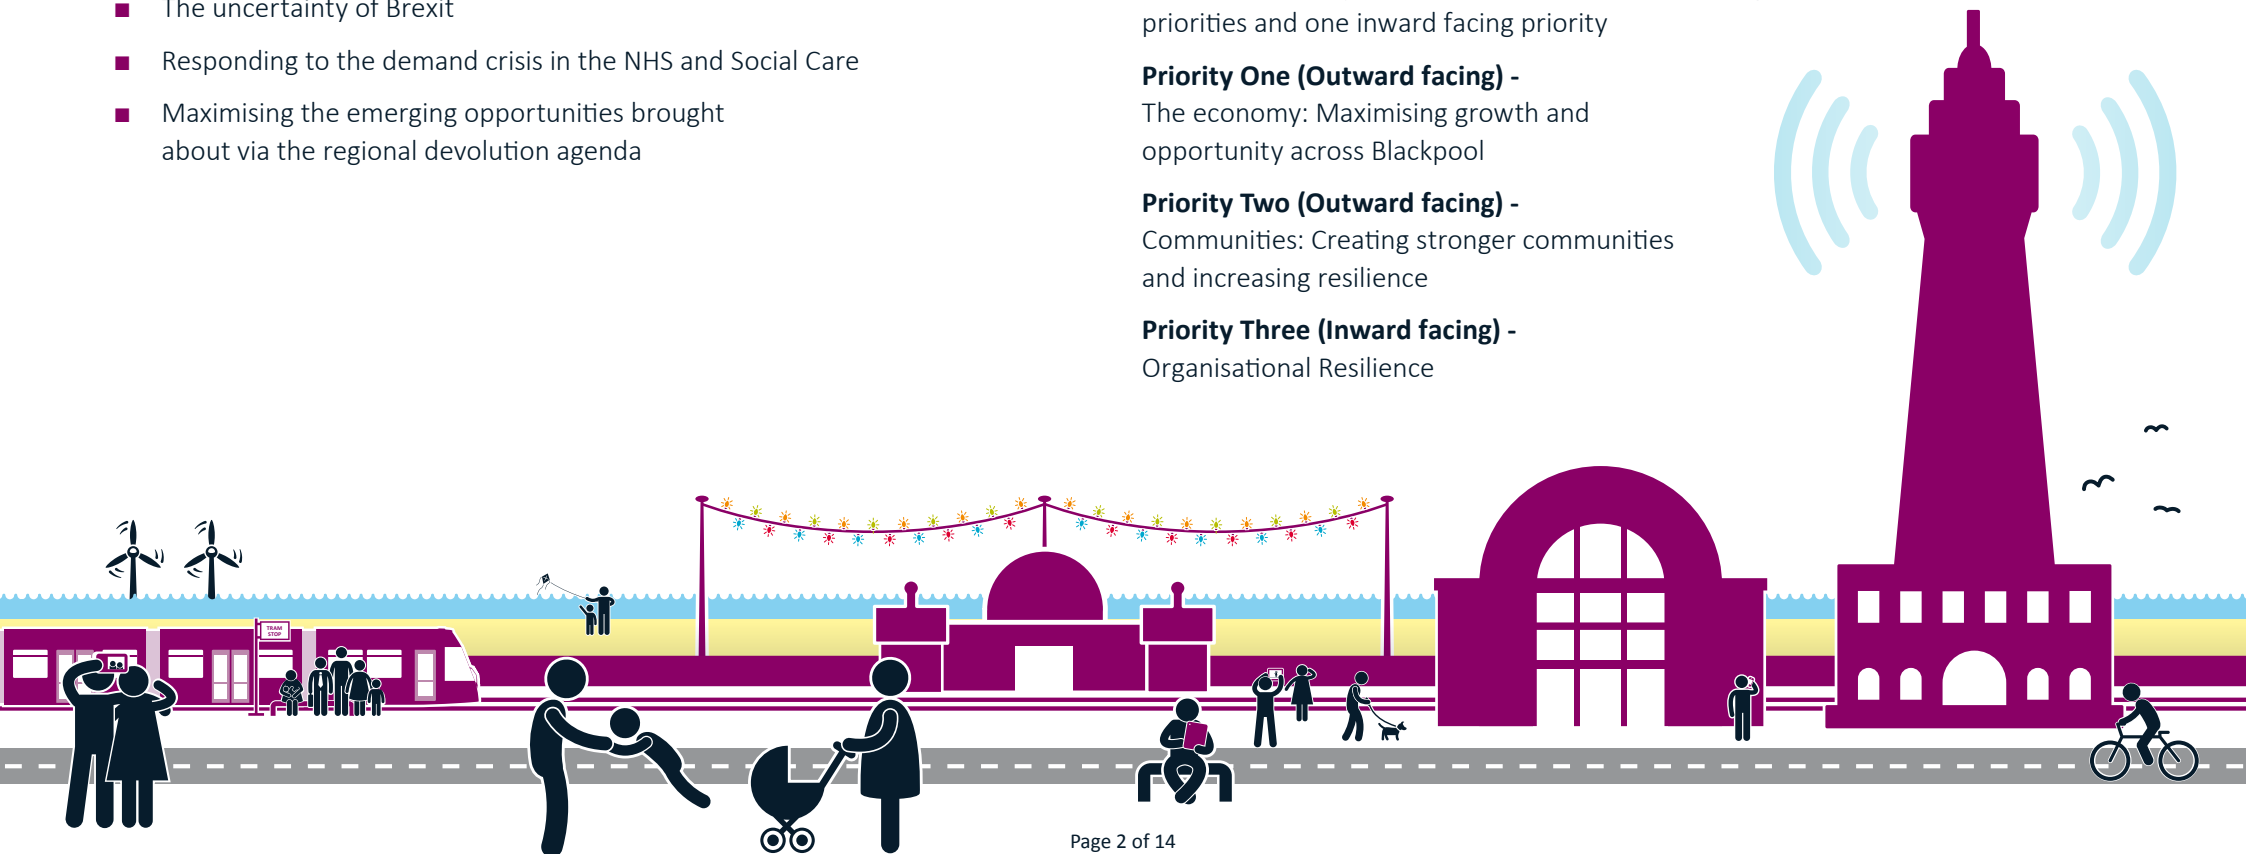 The uncertainty of Brexit
■ Responding to the demand crisis in the NHS and Social Care
■ Maximising the emerging opportunities brought
about via the regional devolution agenda
priorities and one inward facing priority
Priority One (Outward facing) -
The economy: Maximising growth and
opportunity across Blackpool
Priority Two (Outward facing) -
Communities: Creating stronger communities
and increasing resilience
Priority Three (Inward facing) -
Organisational Resilience
TRAM
STOP
Page 2 of 14